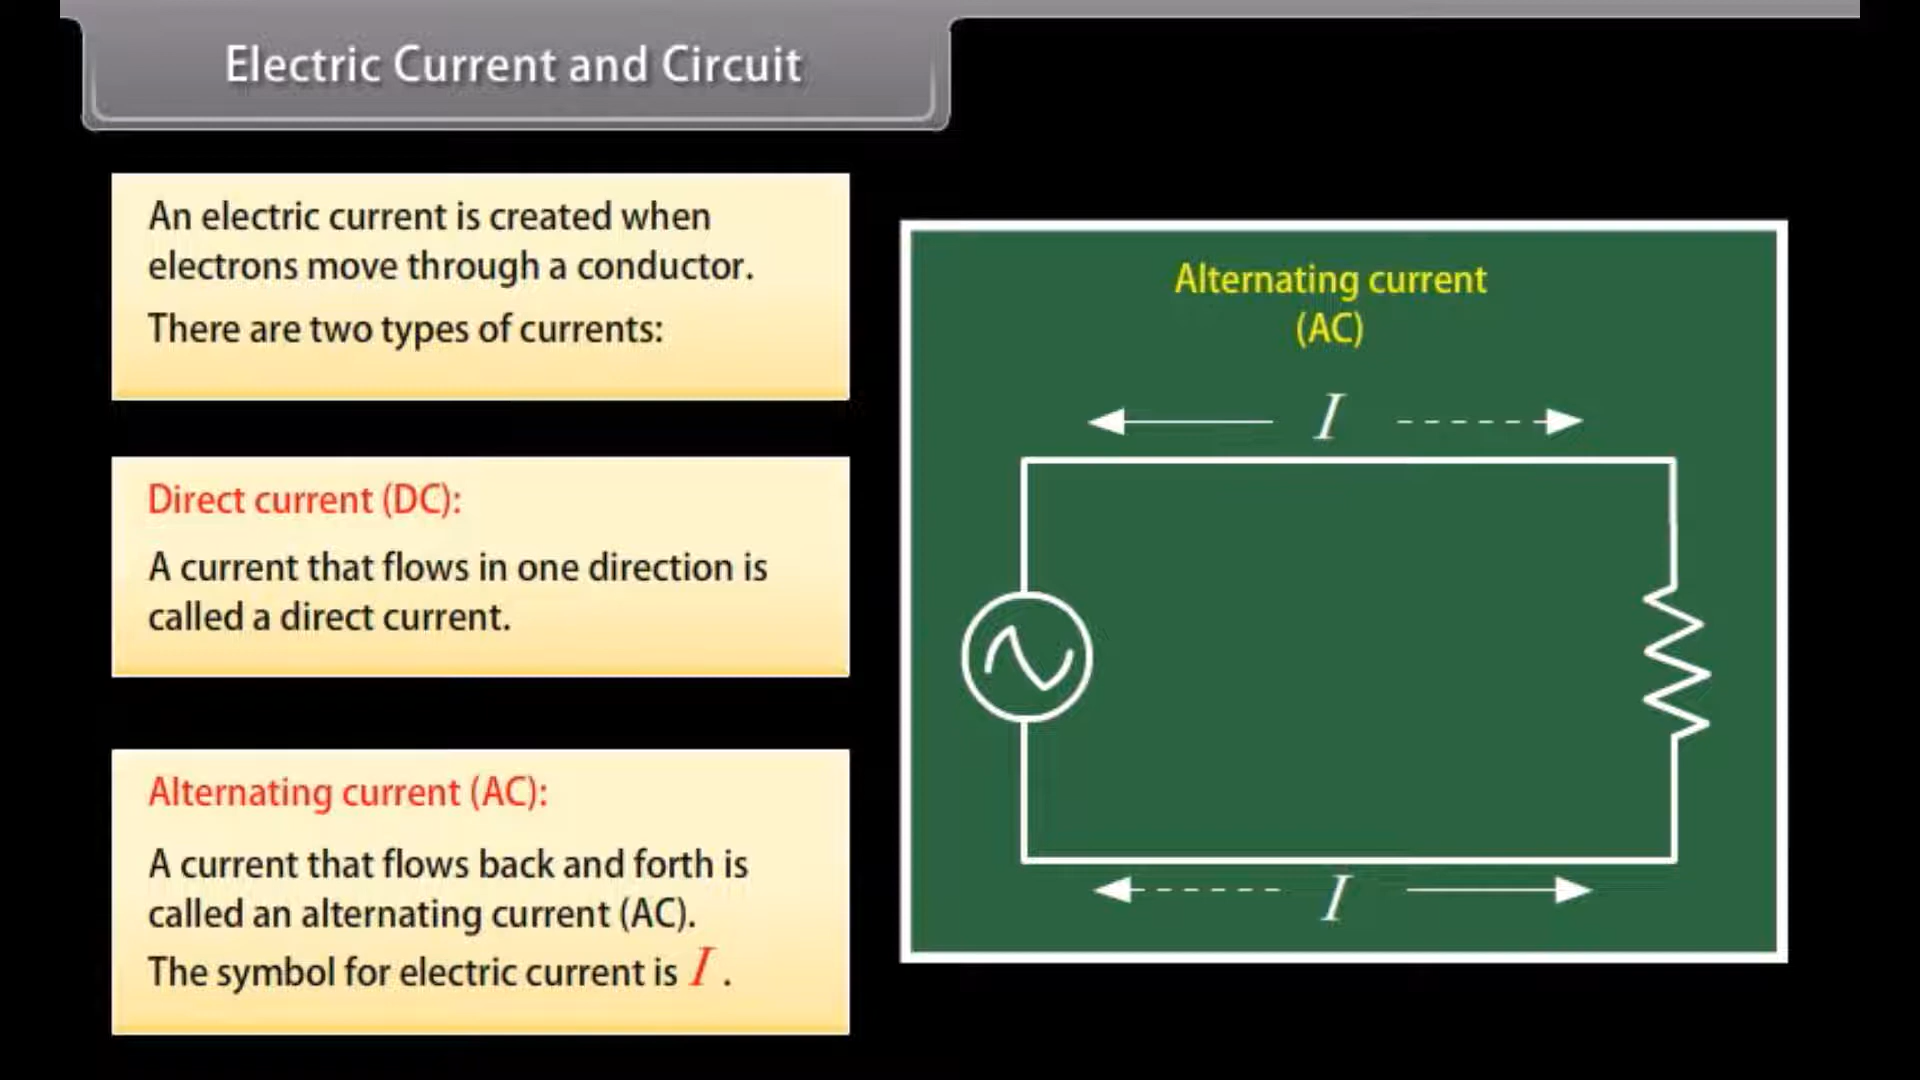 Electric Current and Circuit
An electric current is created when
electrons move through a conductor.
There are two types of currents:
Direct current (DC):
A current that flows in one direction is
called a direct current.
Alternating current (AC):
A current that flows back and forth is
called an alternating current (AC).
The symbol for electric current is I .
Alternating current
(AC)
I
I